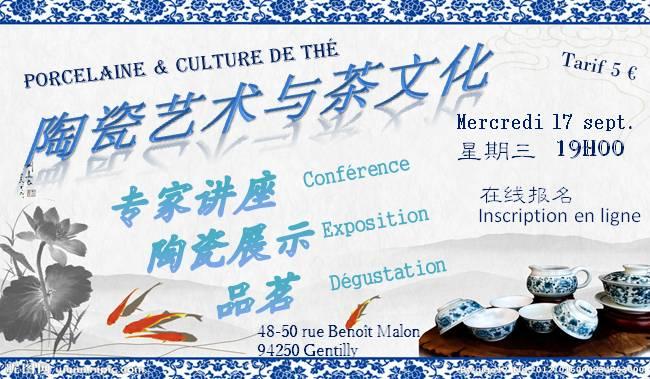 PORCELAINE & CULTURE DE THÉ
Tarif 5 €
陶瓷艺术与茶文化
Mercredi 17 sept.
星期三 19H00
专家讲座 Conférence
在线报名
Inscription en ligne
陶瓷展示 Exposition
品茗 Dégustation
48-50 rue Benoît Malon
94250 Gentilly